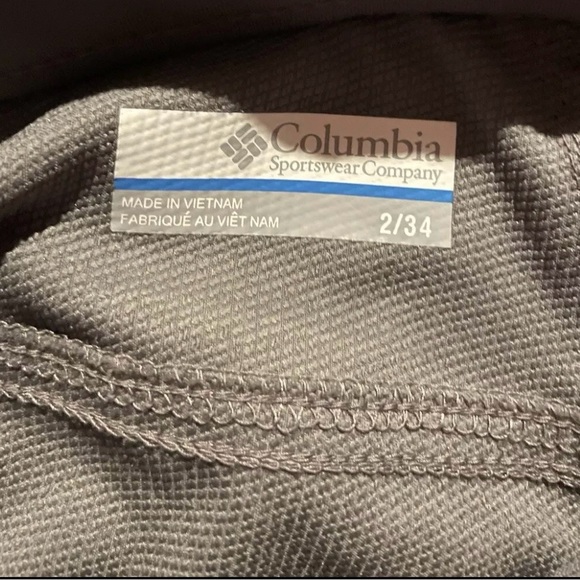 Columbia
Sportswear Company
MADE IN VIETNAM
FABRIQUÉ AU VIÊT NAM
2/34